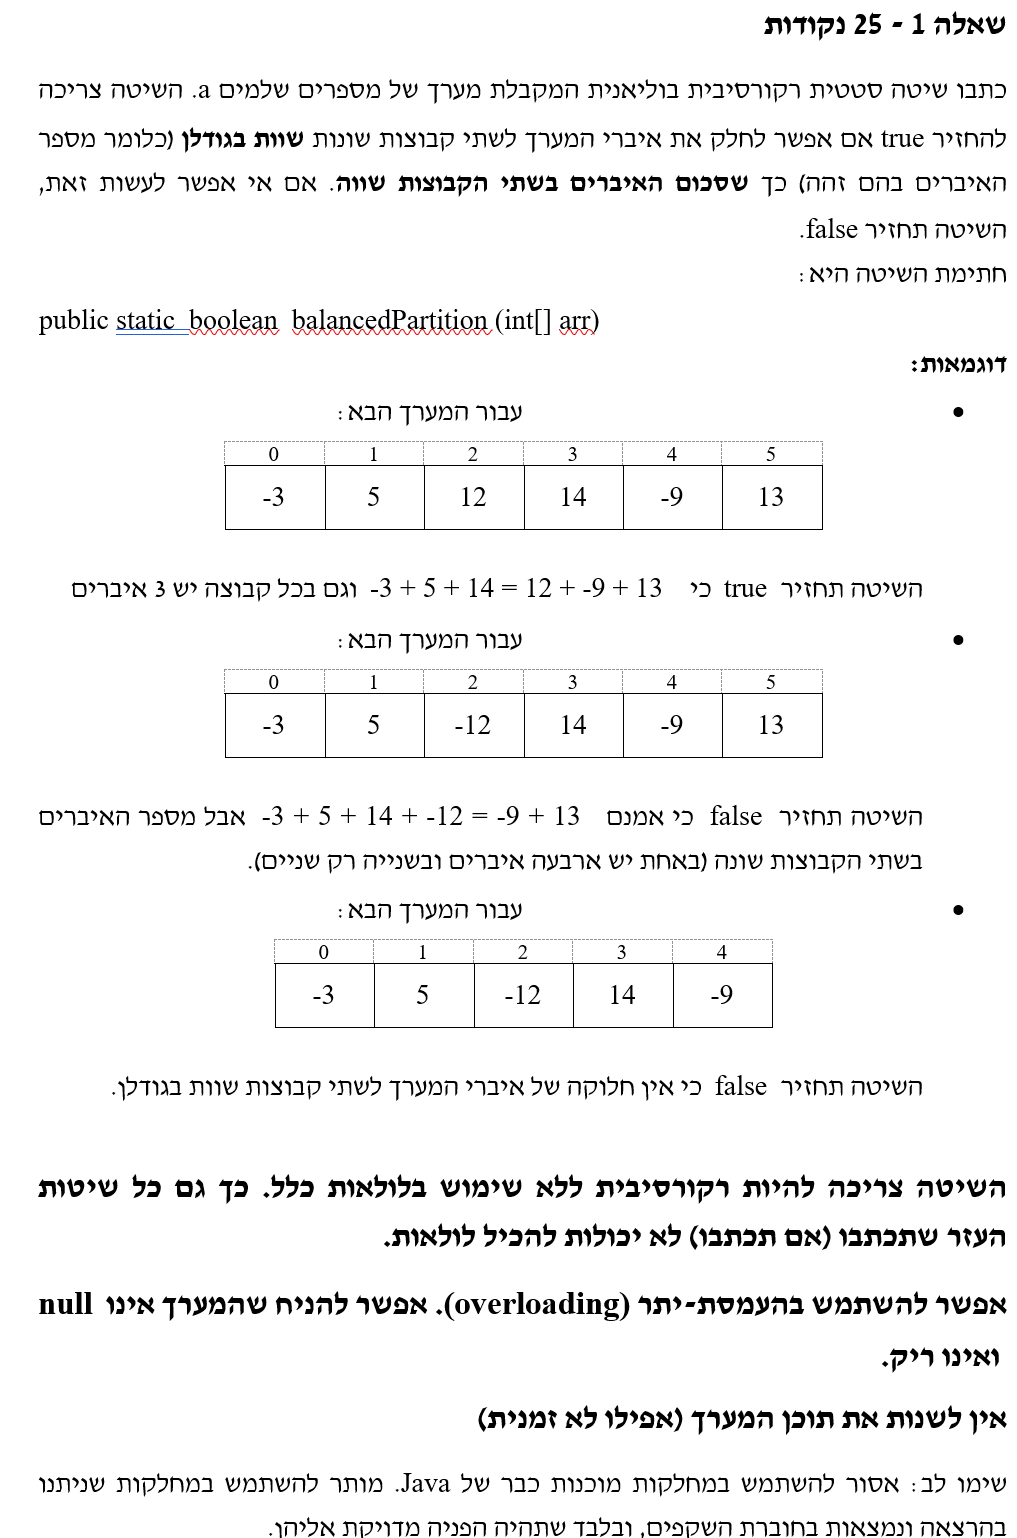 שאלה 1 - 25 נקודות
כתבו שיטה סטטית רקורסיבית בוליאנית המקבלת מערך של מספרים שלמים a. השיטה צריכה
להחזיר true אם אפשר לחלק את איברי המערך לשתי קבוצות שונות שוות בגודלן (כלומר מספר
האיברים בהם זהה) כך שסכום האיברים בשתי הקבוצות שווה. אם אי אפשר לעשות זאת,
השיטה תחזיר false.
חתימת השיטה היא:
public static boolean balancedPartition (int[] arr)
דוגמאות:
• עבור המערך הבא:
0 1 2 3 4 5
-3 5 12 14 -9 13
השיטה תחזיר true כי -3 + 5 + 14 = 12 + -9 + 13 וגם בכל קבוצה יש 3 איברים
• עבור המערך הבא:
0 1 2 3 4 5
-3 5 -12 14 -9 13
השיטה תחזיר false כי אמנם -3 + 5 + 14 + -12 = -9 + 13 אבל מספר האיברים
בשתי הקבוצות שונה (באחת יש ארבעה איברים ובשנייה רק שניים).
• עבור המערך הבא:
0 1 2 3 4
-3 5 -12 14 -9
השיטה תחזיר false כי אין חלוקה של איברי המערך לשתי קבוצות שוות בגודלן.
השיטה צריכה להיות רקורסיבית ללא שימוש בלולאות כלל. כך גם כל שיטות
העזר שתכתבו (אם תכתבו) לא יכולות להכיל לולאות.
אפשר להשתמש בהעמסת-יתר (overloading). אפשר להניח שהמערך אינו null
ואינו ריק.
אין לשנות את תוכן המערך (אפילו לא זמנית)
שימו לב: אסור להשתמש במחלקות מוכנות כבר של Java. מותר להשתמש במחלקות שניתנו
בהרצאה ונמצאות בחוברת השקפים, ובלבד שתהיה הפניה מדויקת אליהן.